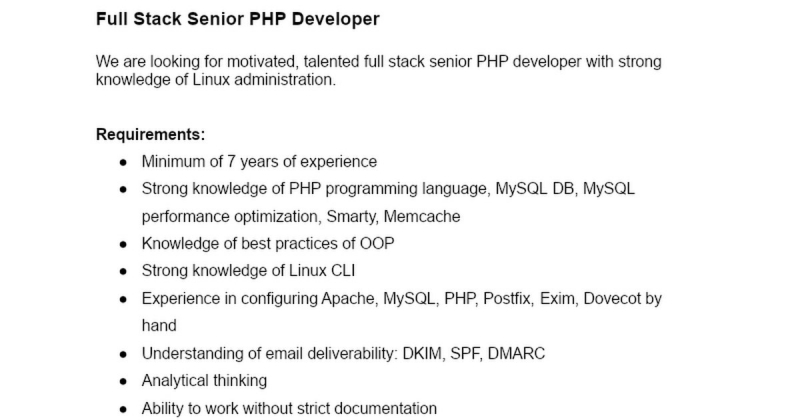 Full Stack Senior PHP Developer
We are looking for motivated, talented full stack senior PHP developer with strong
knowledge of Linux administration.
Requirements:
● Minimum of 7 years of experience
● Strong knowledge of PHP programming language, MySQL DB, MySQL
performance optimization, Smarty, Memcache
● Knowledge of best practices of OOP
● Strong knowledge of Linux CLI
● Experience in configuring Apache, MySQL, PHP, Postfix, Exim, Dovecot by
hand
● Understanding of email deliverability: DKIM, SPF, DMARC
● Analytical thinking
● Ability to work without strict documentation